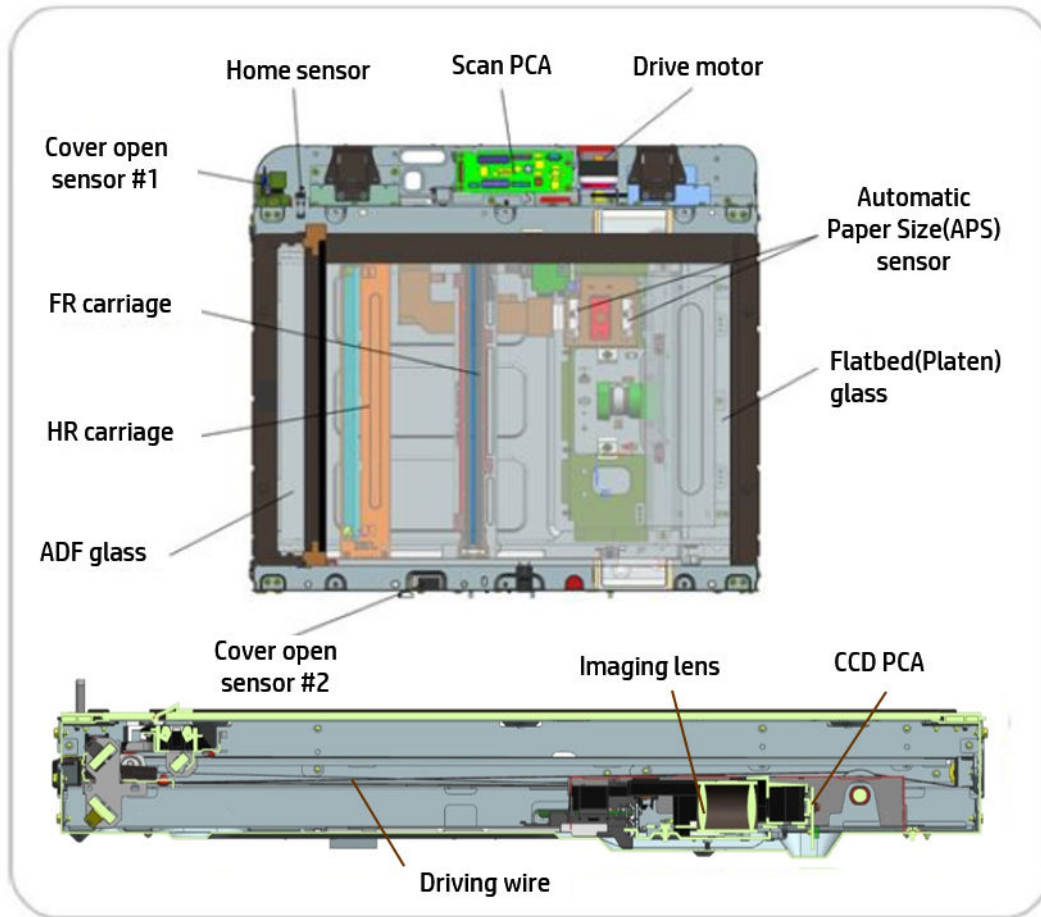 Home sensor
Scan PCA
Drive motor
Cover open
sensor #1
Automatic
Paper Size(APS)
sensor
FR carriage
Flatbed(Platen)
glass
HR carriage
ADF glass
Cover open
sensor #2
Imaging lens
CCD PCA
Driving wire